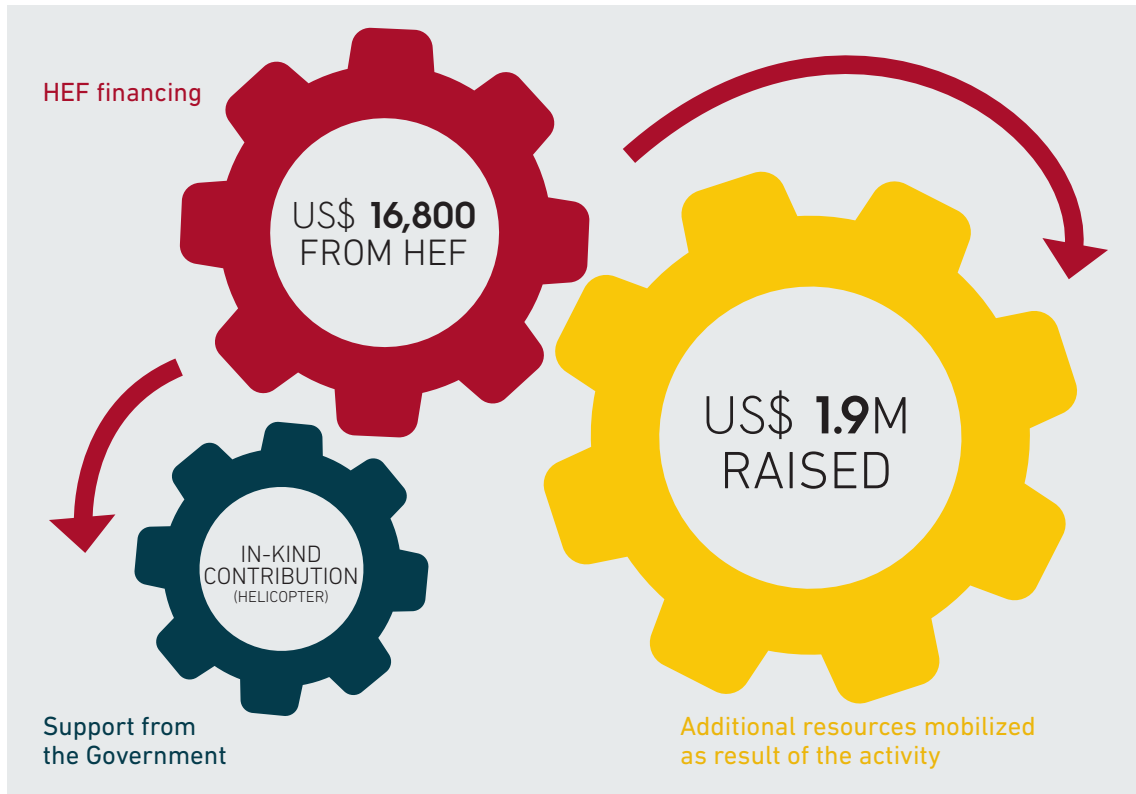 HEF financing
US$ 16,800
FROM HEF
US$ 1.9M
RAISED
IN-KIND
CONTRIBUTION
(HELICOPTER)
Support from
the Government
Additional resources mobilized
as result of the activity